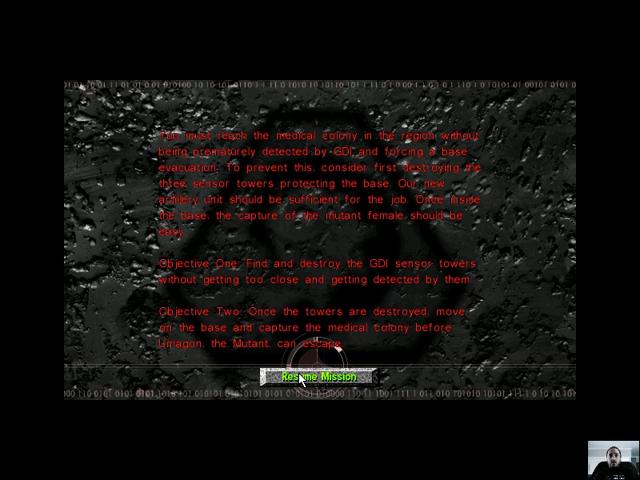 You must reach the medical colony in the region without
being prematurely detected by GDI and forcing a base
evacuation. To prevent this, consider first destroying the
three sensor towers protecting the base. Our new
artillery unit should be sufficient for the job. Once inside
the base, the capture of the mutant female should be
easy.
Objective One: Find and destroy the GDI sensor towers
without getting too close and getting detected by them.
Objective Two: Once the towers are destroyed, move
on the base and capture the medical colony before
Umagon, the Mutant, can escape.
Resume Mission